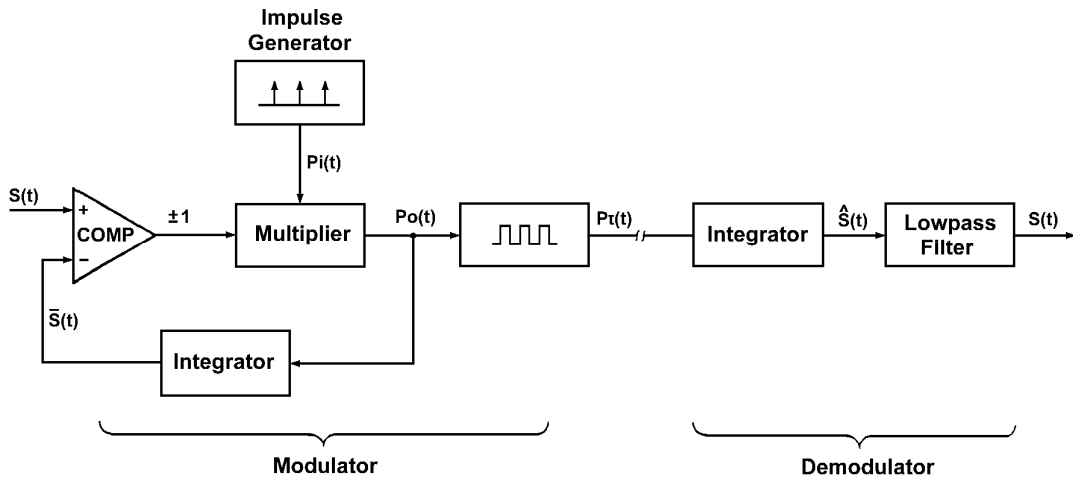 Impulse
Generator
Pi(t)
S(t)
+
COMP
−
±1
Multiplier
Po(t)
Pτ(t)
Integrator
Ŝ(t)
Lowpass
Filter
S(t)
S̄(t)
Integrator
Modulator
Demodulator